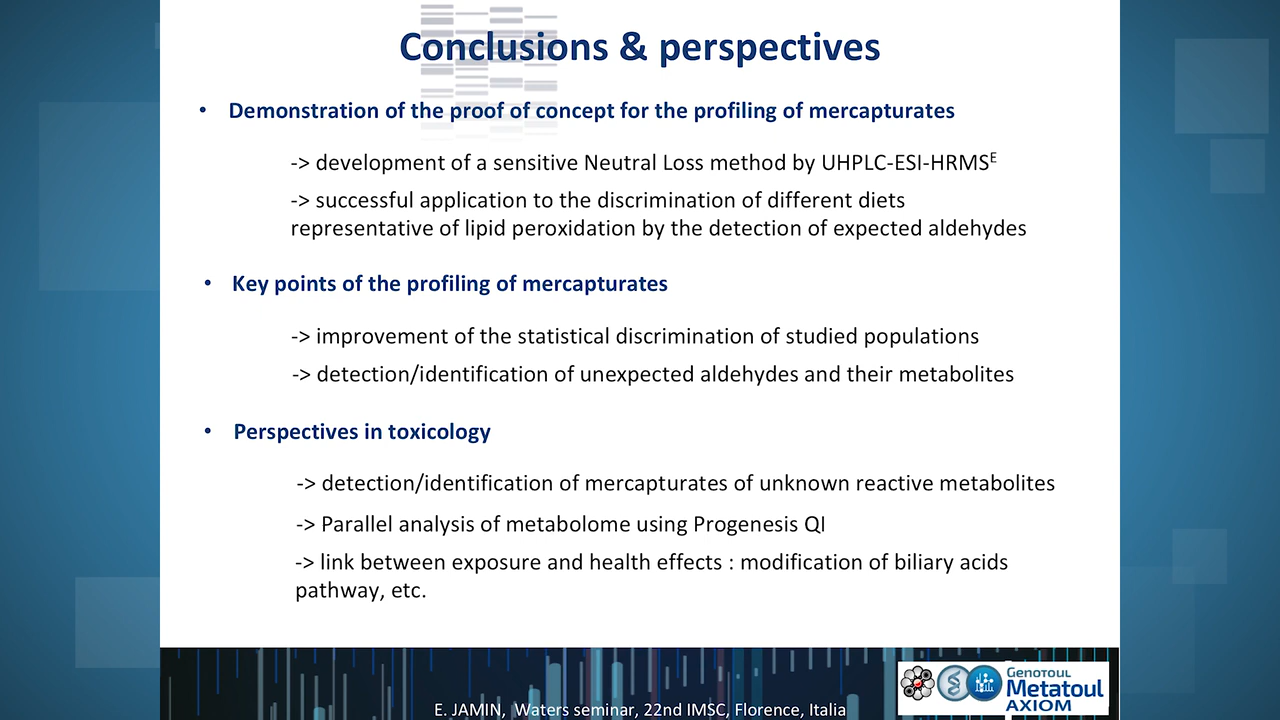 Conclusions & perspectives
• Demonstration of the proof of concept for the profiling of mercapturates
-> development of a sensitive Neutral Loss method by UHPLC-ESI-HRMSᴱ
-> successful application to the discrimination of different diets
representative of lipid peroxidation by the detection of expected aldehydes
• Key points of the profiling of mercapturates
-> improvement of the statistical discrimination of studied populations
-> detection/identification of unexpected aldehydes and their metabolites
• Perspectives in toxicology
-> detection/identification of mercapturates of unknown reactive metabolites
-> Parallel analysis of metabolome using Progenesis QI
-> link between exposure and health effects : modification of biliary acids
pathway, etc.
GENOTOUL
Metatoul
AXIOM
E. JAMIN, Waters seminar, 22nd IMSC, Florence, Italia